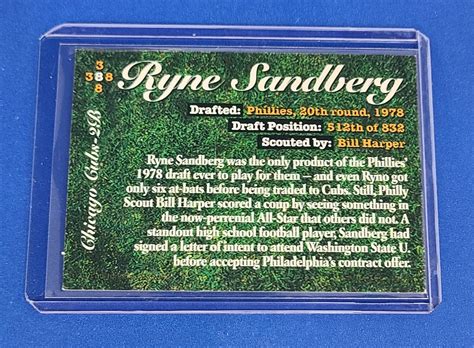 3
3 8 8
8
Ryne Sandberg
Drafted: Phillies, 20th round, 1978
Draft Position: 512th of 832
Scouted by: Bill Harper
Chicago Cubs-2B
Ryne Sandberg was the only product of the Phillies'
1978 draft ever to play for them – and even Ryno got
only six at-bats before being traded to Cubs. Still, Philly
Scout Bill Harper scored a coup by seeing something in
the now-perrenial All-Star that others did not. A
standout high school football player, Sandberg had
signed a letter of intent to attend Washington State U.
before accepting Philadelphia's contract offer.